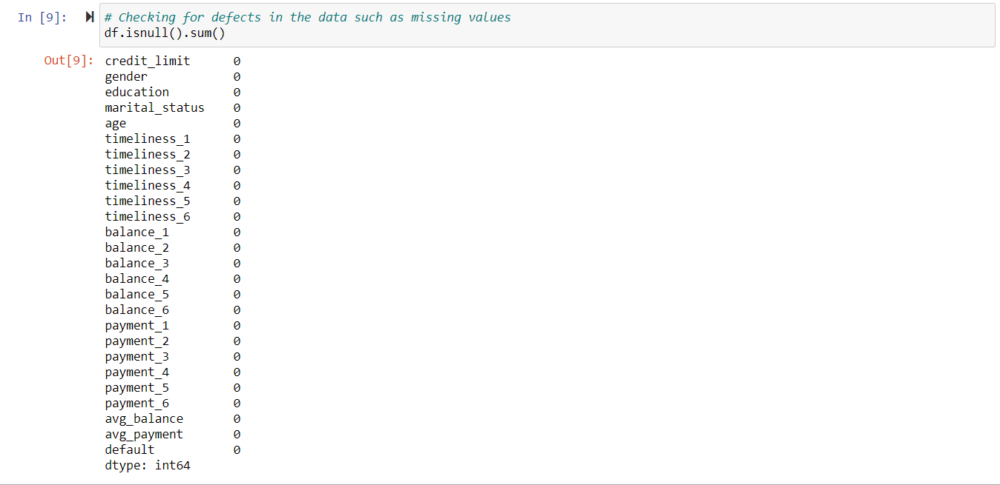 In [9]: # Checking for defects in the data such as missing values
df.isnull().sum()
Out[9]: credit_limit 0
gender 0
education 0
marital_status 0
age 0
timeliness_1 0
timeliness_2 0
timeliness_3 0
timeliness_4 0
timeliness_5 0
timeliness_6 0
balance_1 0
balance_2 0
balance_3 0
balance_4 0
balance_5 0
balance_6 0
payment_1 0
payment_2 0
payment_3 0
payment_4 0
payment_5 0
payment_6 0
avg_balance 0
avg_payment 0
default 0
dtype: int64